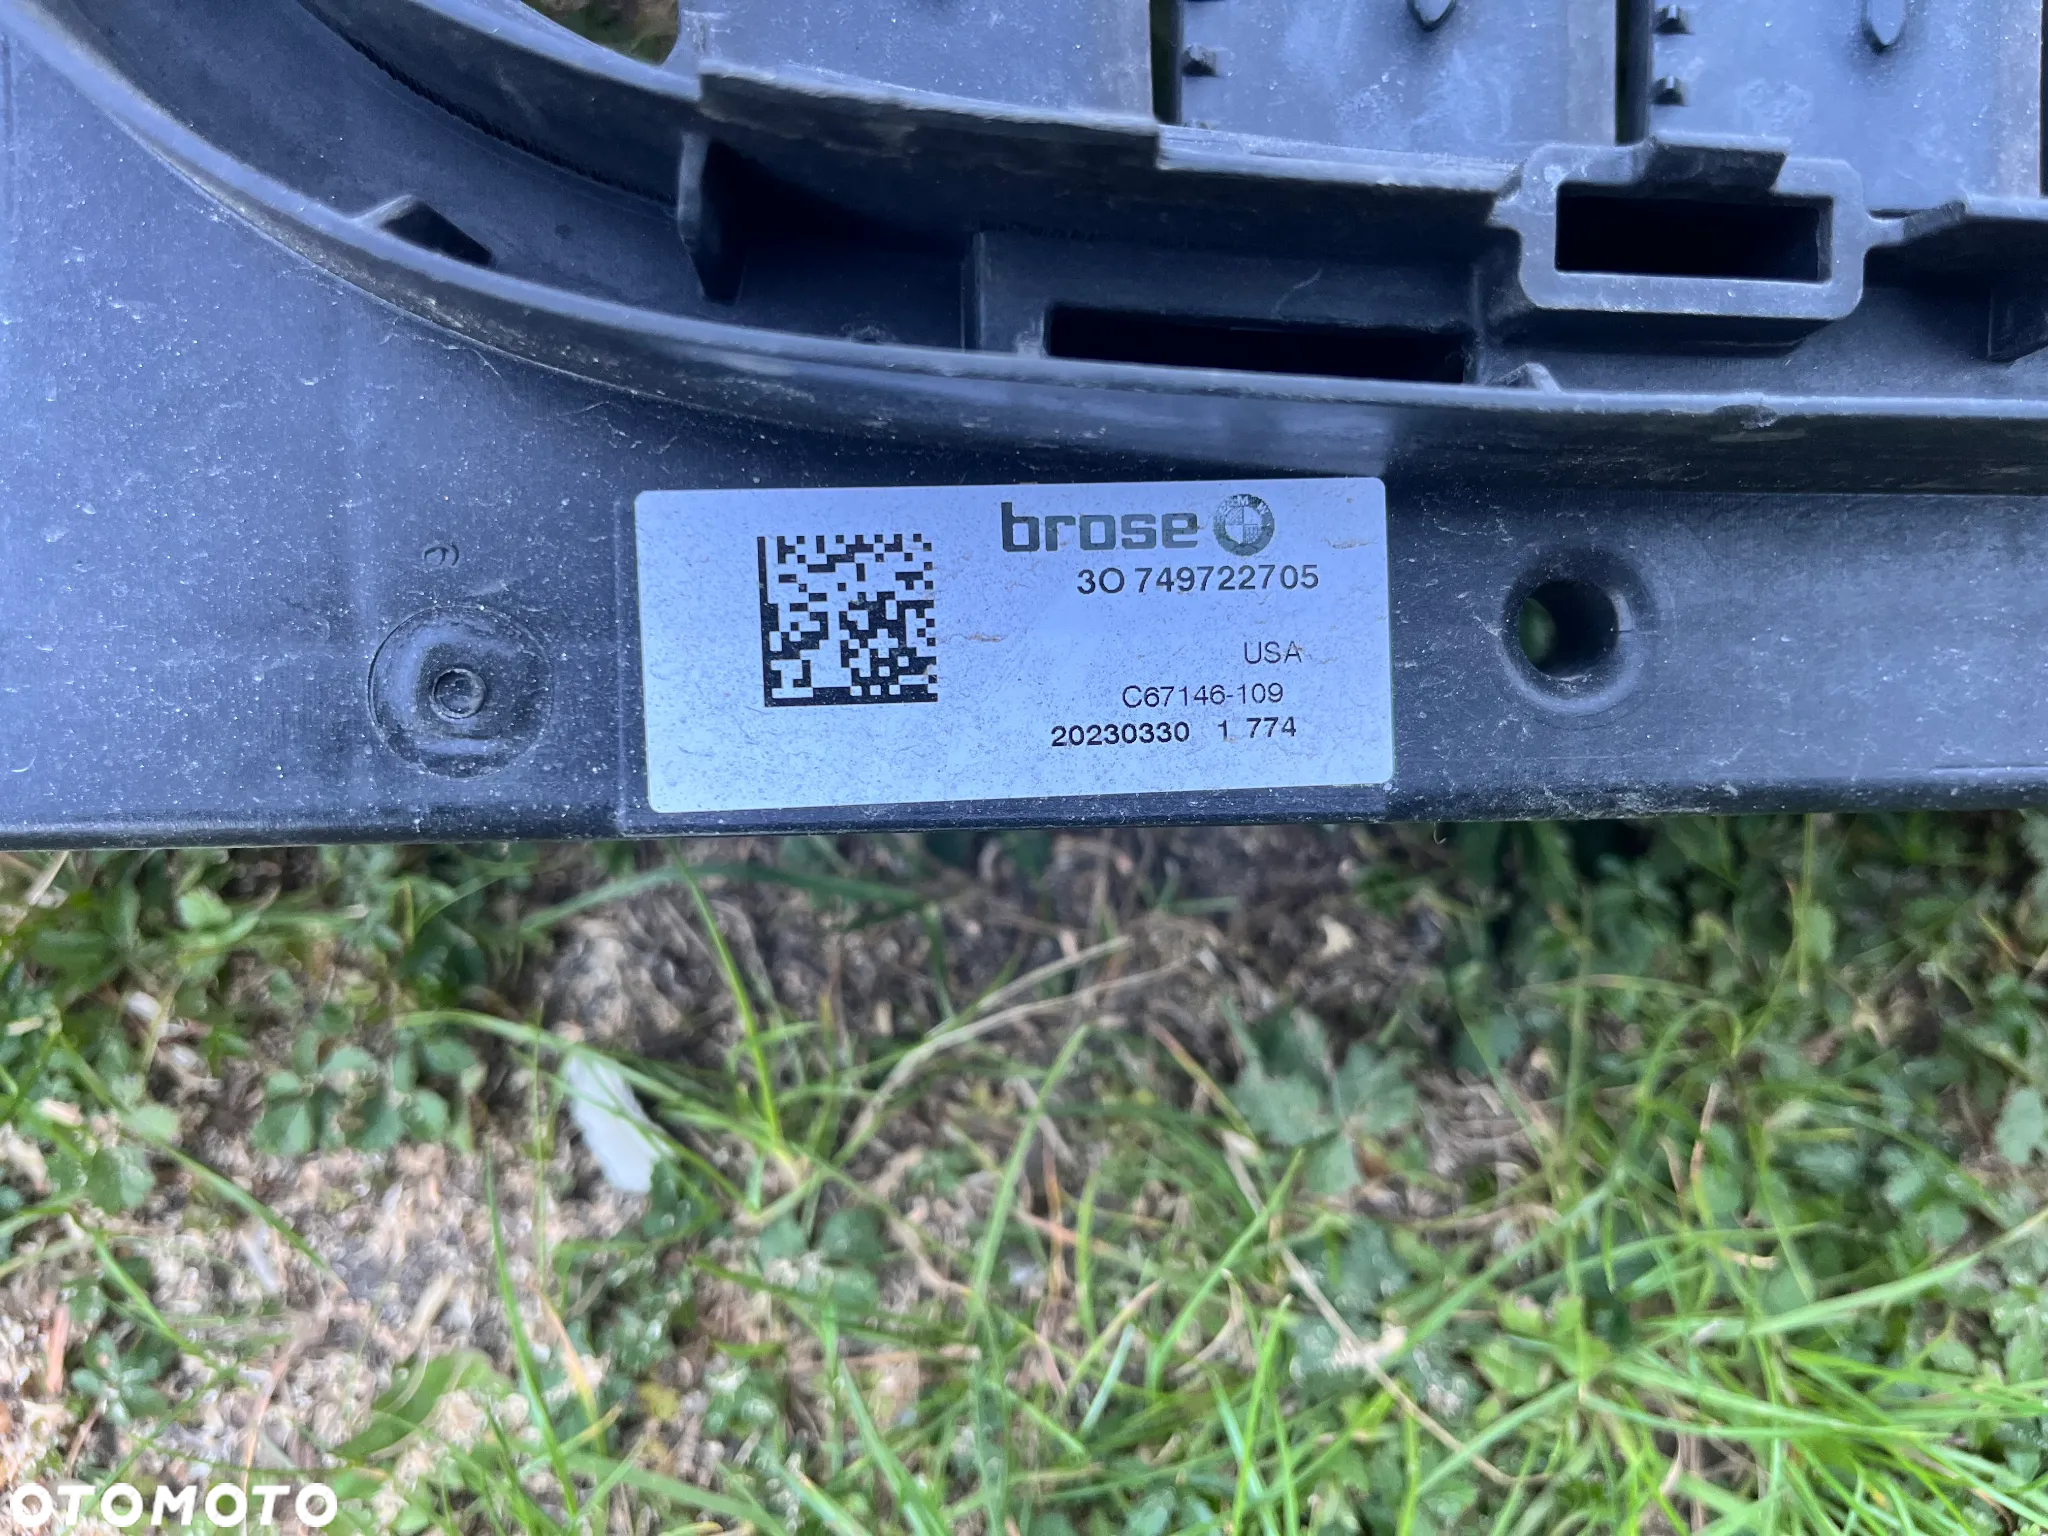 brose
3O 749722705
USA
C67146-109
20230330 1 774
OTOMOTO